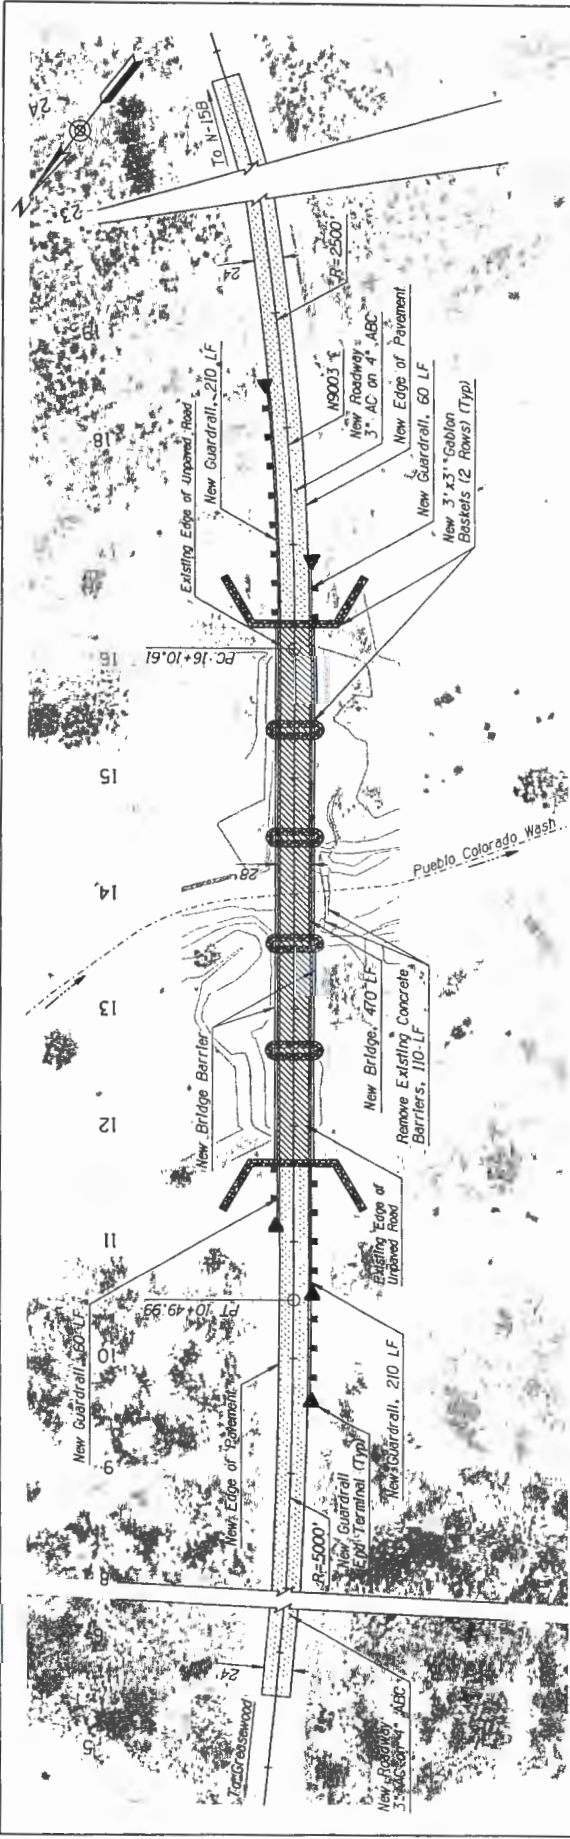 To N-15B
N
24
23
19
18
17
16
15
14
13
12
11
10
9
8
6
5
24'
R=2500'
N9003 ℄
New Roadway
3" AC on 4" ABC
New Edge of Pavement
New Guardrail, 60 LF
New 3'x3' Gabion
Baskets (2 Rows) (Typ)
New Guardrail, 210 LF
Existing Edge of Unpaved Road
PC 16+10.61
28'
Pueblo Colorado Wash
New Bridge Barrier
New Bridge, 470 LF
Remove Existing Concrete
Barriers, 110 LF
Existing Edge of
Unpaved Road
PT 10+49.99
New Guardrail, 60 LF
New Edge of Pavement
New Guardrail, 210 LF
New Guardrail
End Terminal (Typ)
R=5000'
24'
To Greasewood
New Roadway
3" AC on 4" ABC